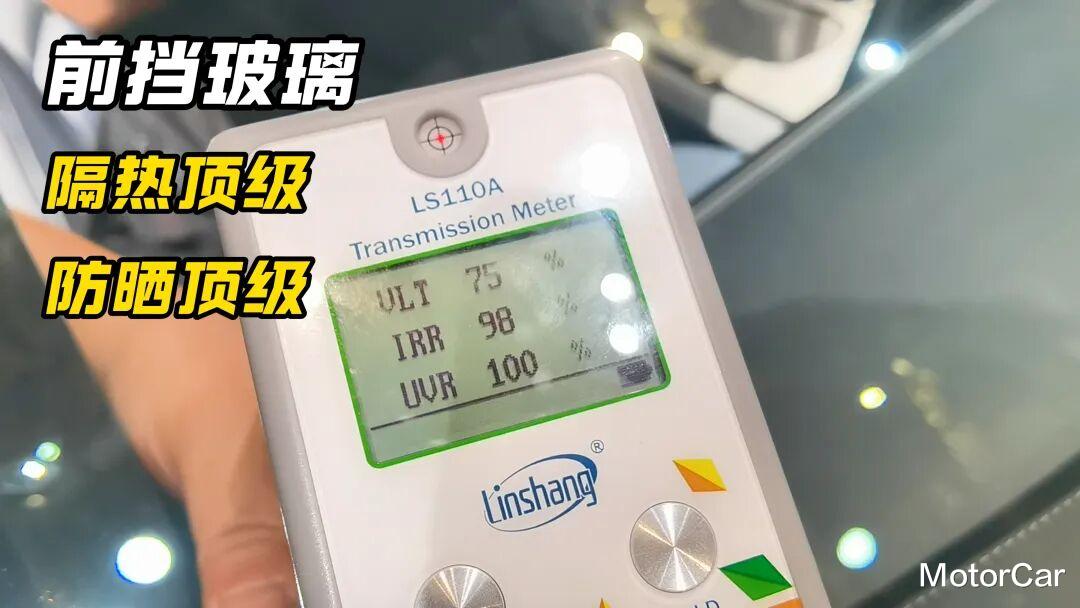 前挡玻璃
隔热顶级
防晒顶级
LS110A
Transmission Meter
VLT 75 %
IRR 98 %
UVR 100 %
Linshang®
MotorCar